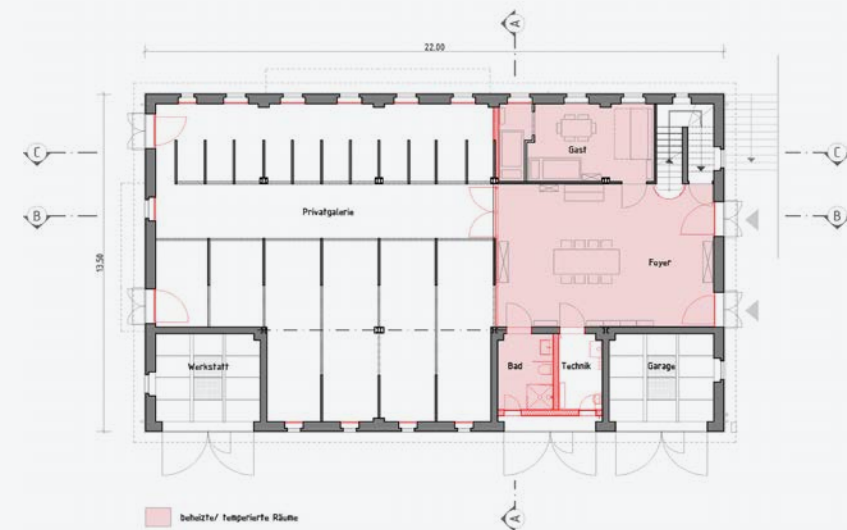 A
22.00
C
C
Gast
B
Privatgalerie
B
13.50
Foyer
Werkstatt
Bad
Technik
Garage
A
beheizte/ temperierte Räume